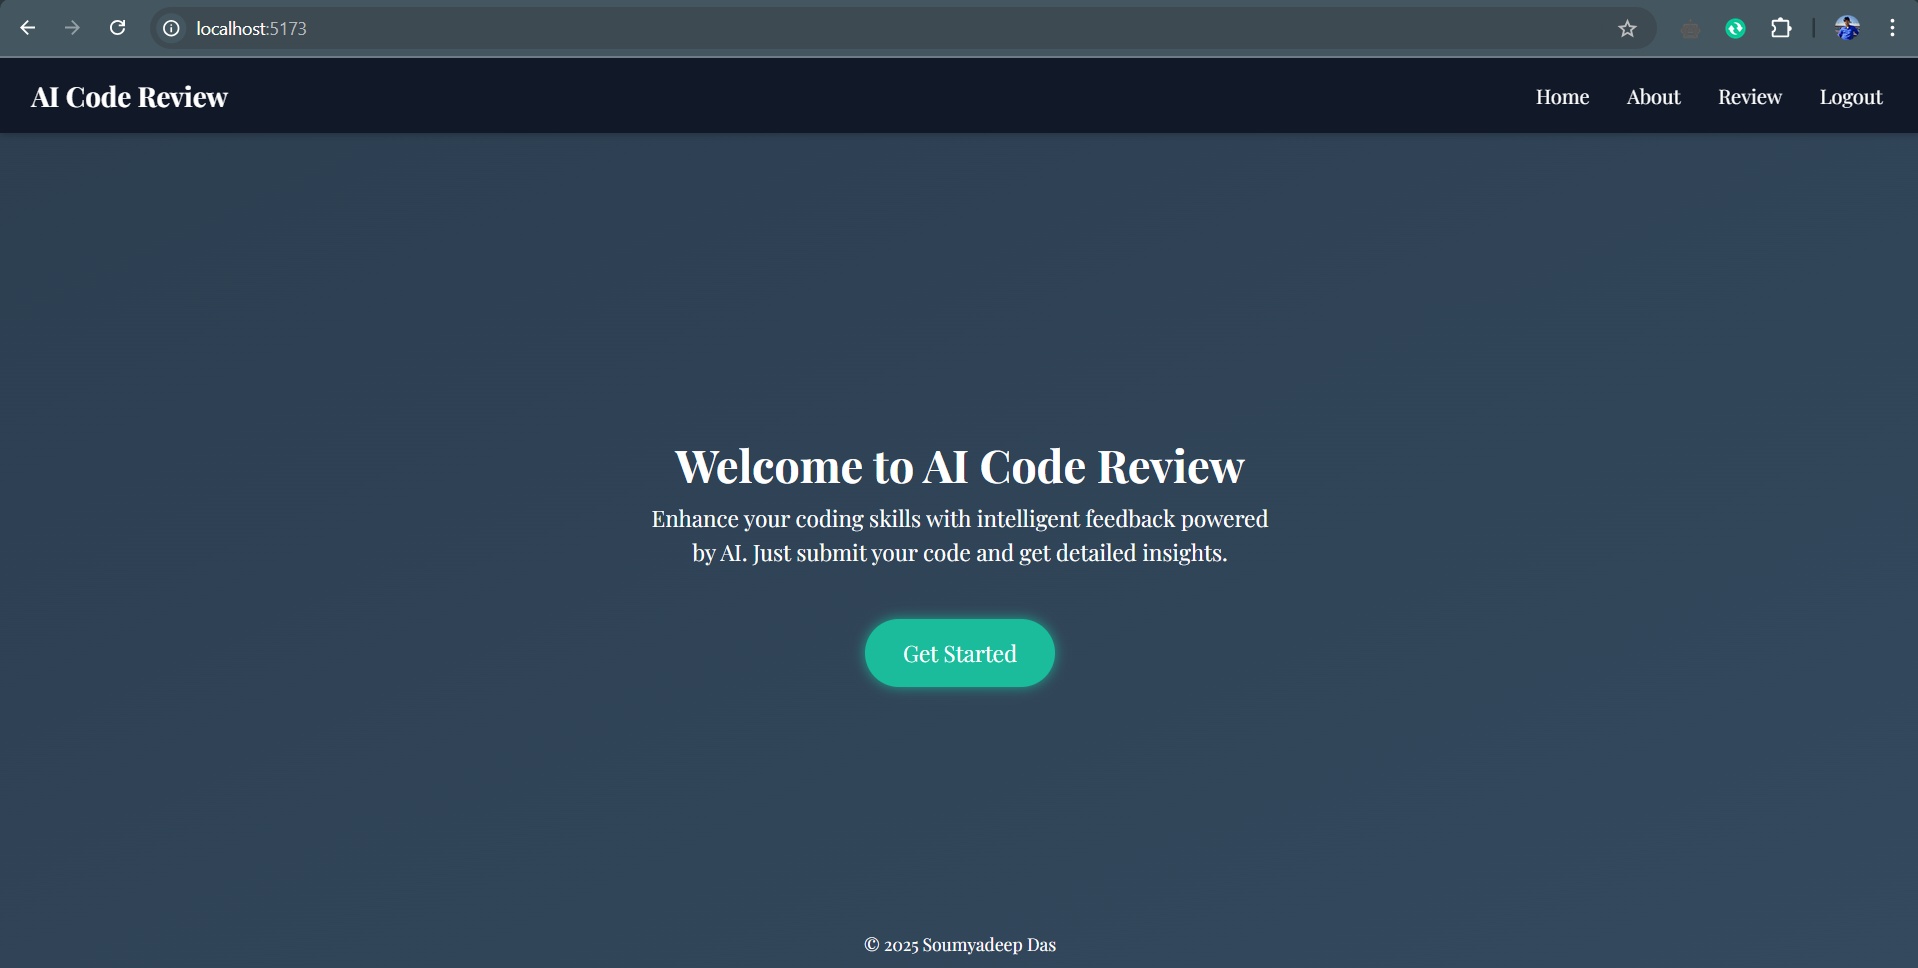 localhost:5173
AI Code Review
Home
About
Review
Logout
Welcome to AI Code Review
Enhance your coding skills with intelligent feedback powered
by AI. Just submit your code and get detailed insights.
Get Started
© 2025 Soumyadeep Das